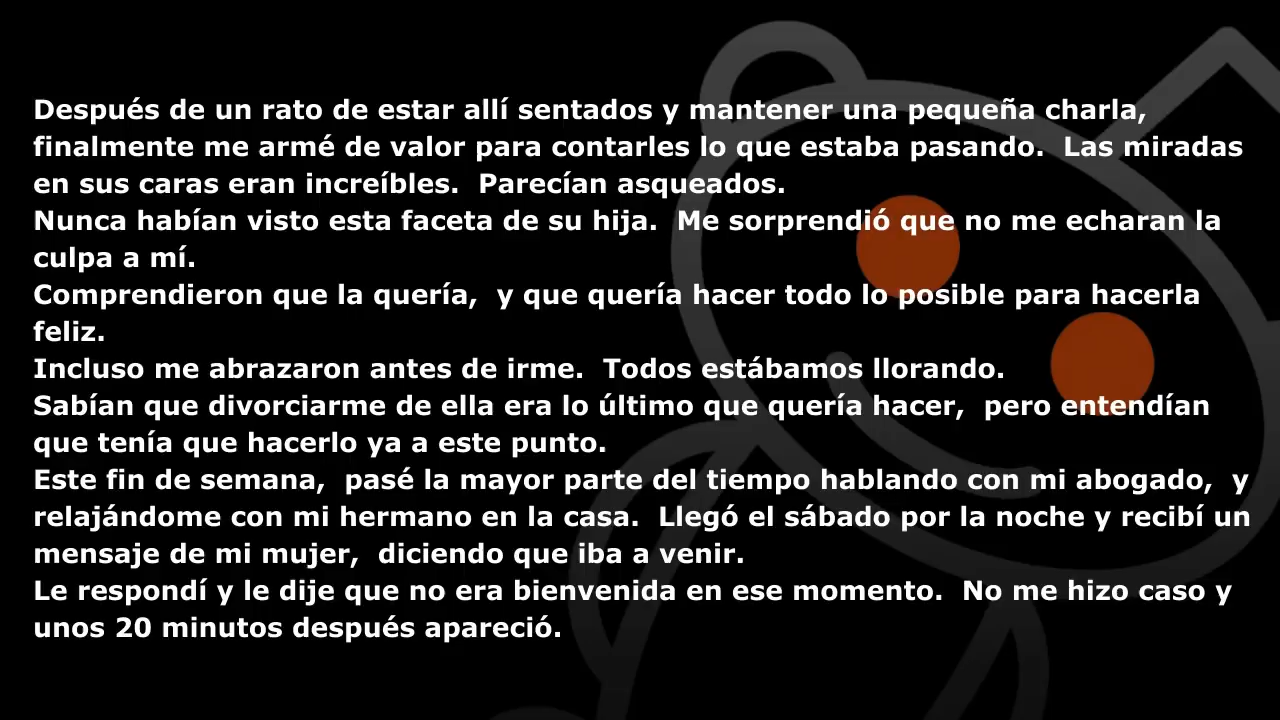 Después de un rato de estar allí sentados y mantener una pequeña charla,
finalmente me armé de valor para contarles lo que estaba pasando.  Las miradas
en sus caras eran increíbles.  Parecían asqueados.
Nunca habían visto esta faceta de su hija.  Me sorprendió que no me echaran la
culpa a mí.
Comprendieron que la quería,  y que quería hacer todo lo posible para hacerla
feliz.
Incluso me abrazaron antes de irme.  Todos estábamos llorando.
Sabían que divorciarme de ella era lo último que quería hacer,  pero entendían
que tenía que hacerlo ya a este punto.
Este fin de semana,  pasé la mayor parte del tiempo hablando con mi abogado,  y
relajándome con mi hermano en la casa.  Llegó el sábado por la noche y recibí un
mensaje de mi mujer,  diciendo que iba a venir.
Le respondí y le dije que no era bienvenida en ese momento.  No me hizo caso y
unos 20 minutos después apareció.